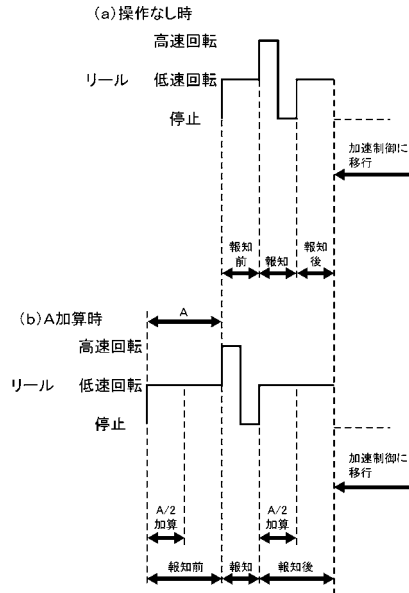 (a)操作なし時
高速回転
リール 低速回転
停止
加速制御に
移行
報知
前
報知
報知
後
(b)A加算時
A
高速回転
リール 低速回転
停止
加速制御に
移行
A/2
加算
A/2
加算
報知前
報知
報知後